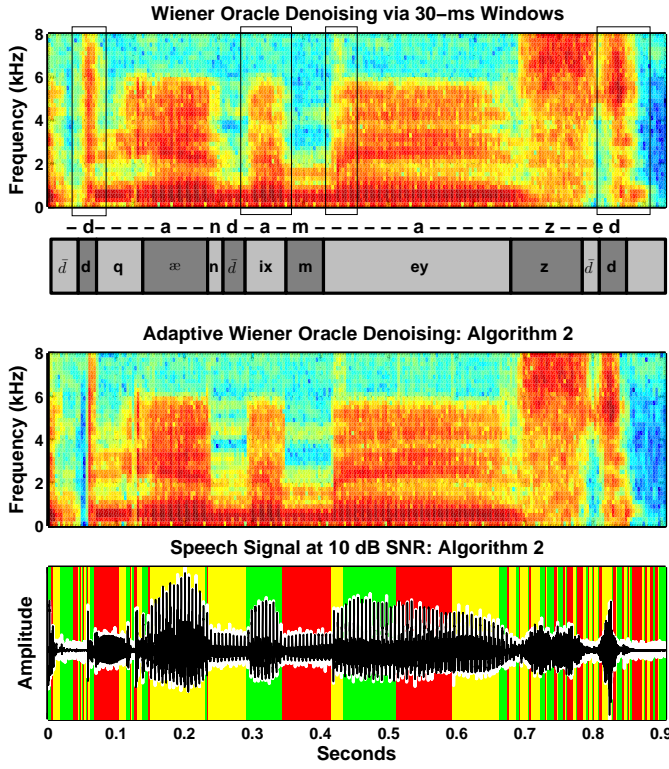 Wiener Oracle Denoising via 30−ms Windows
Frequency (kHz)
8
6
4
2
0
– d – – – – a – – – n d – a – m – – – – – – – a – – – – – – – z – – e d
d̄ d q æ n d̄ ix m ey z d̄ d
Adaptive Wiener Oracle Denoising: Algorithm 2
Frequency (kHz)
8
6
4
2
0
Speech Signal at 10 dB SNR: Algorithm 2
Amplitude
0 0.1 0.2 0.3 0.4 0.5 0.6 0.7 0.8 0.9
Seconds